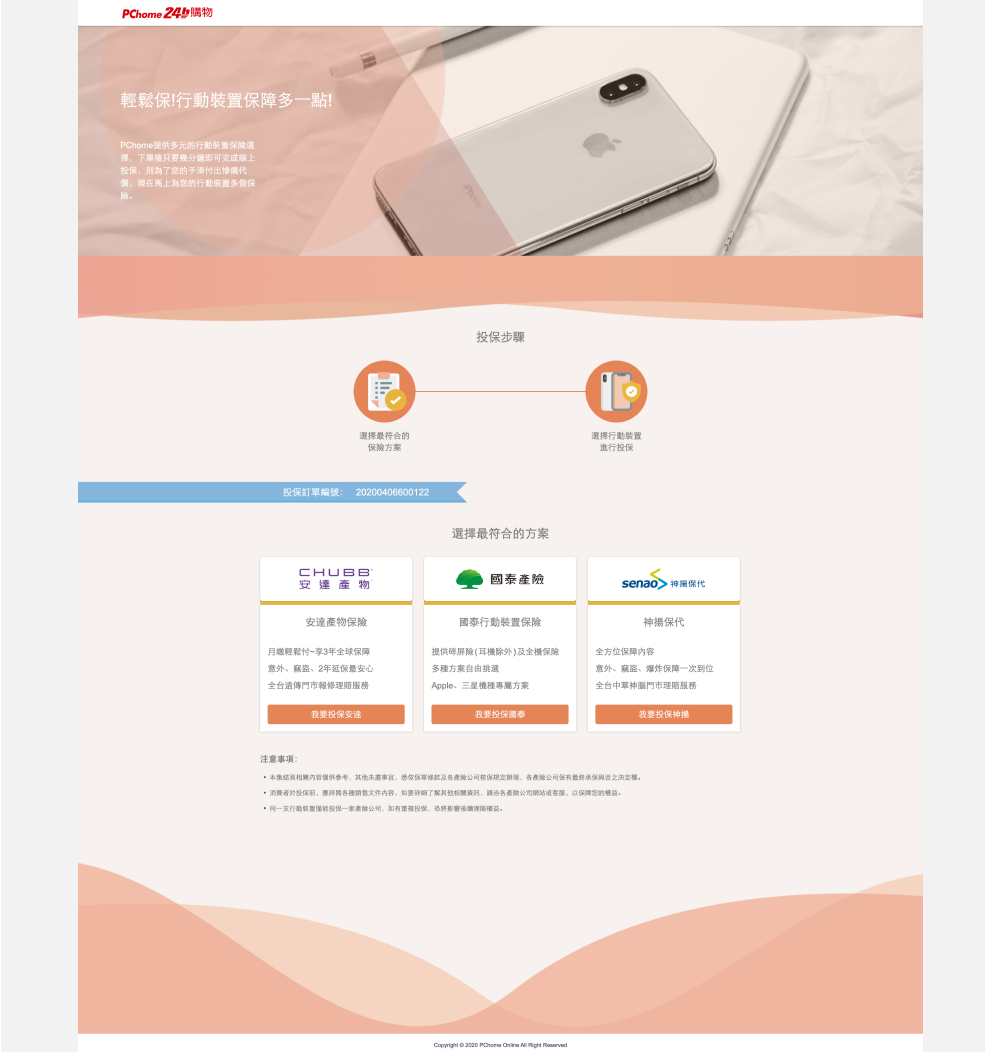 PChome 24h購物
輕鬆保!行動裝置保障多一點!
PChome提供多元的行動裝置保險選
擇，下單後只要幾分鐘即可完成線上
投保，別為了您的手滑付出慘痛代
價，現在馬上為您的行動裝置多個保
險。
iPhone
投保步驟
選擇最符合的
保險方案
選擇行動裝置
進行投保
投保訂單編號： 20200406600122
選擇最符合的方案
CHUBB
安達產物
國泰產險
senao 神揚保代
安達產物保險
國泰行動裝置保險
神揚保代
月繳輕鬆付~享3年全球保障
意外、竊盜、2年延保最安心
全台遠傳門市報修理賠服務
提供碎屏險(耳機除外)及全機保險
多種方案自由挑選
Apple、三星機種專屬方案
全方位保障內容
意外、竊盜、爆炸保障一次到位
全台中華神腦門市理賠服務
我要投保安達
我要投保國泰
我要投保神揚
注意事項：
• 本集結頁相關內容僅供參考，其他未盡事宜，悉依保單條款及各產險公司核保規定辦理，各產險公司保有最終承保與否之決定權。
• 消費者於投保前，應詳閱各種銷售文件內容，如要詳細了解其他相關資訊，請洽各產險公司網站或客服，以保障您的權益。
• 同一支行動裝置僅能投保一家產險公司，如有重複投保，恐將影響後續理賠權益。
Copyright © 2020 PChome Online All Right Reserved